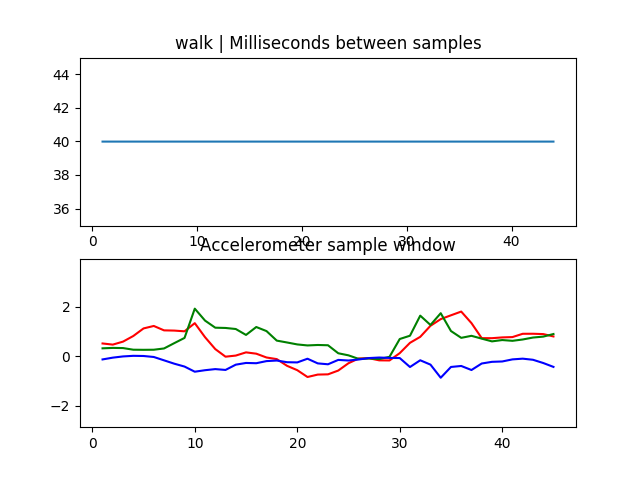 walk | Milliseconds between samples
44
42
40
38
36
0 10 20 30 40
Accelerometer sample window
2
0
−2
0 10 20 30 40